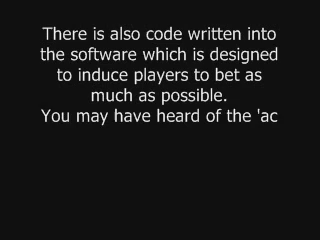 There is also code written into
the software which is designed
to induce players to bet as
much as possible.
You may have heard of the 'ac